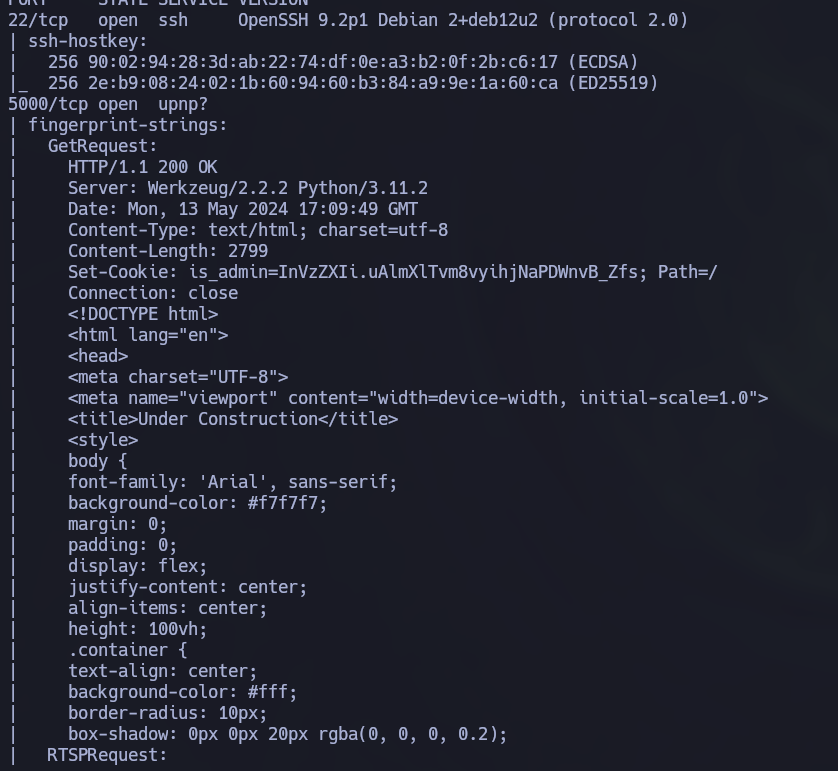 PORT     STATE SERVICE VERSION
22/tcp   open  ssh     OpenSSH 9.2p1 Debian 2+deb12u2 (protocol 2.0)
| ssh-hostkey:
|   256 90:02:94:28:3d:ab:22:74:df:0e:a3:b2:0f:2b:c6:17 (ECDSA)
|_  256 2e:b9:08:24:02:1b:60:94:60:b3:84:a9:9e:1a:60:ca (ED25519)
5000/tcp open  upnp?
| fingerprint-strings:
|   GetRequest:
|     HTTP/1.1 200 OK
|     Server: Werkzeug/2.2.2 Python/3.11.2
|     Date: Mon, 13 May 2024 17:09:49 GMT
|     Content-Type: text/html; charset=utf-8
|     Content-Length: 2799
|     Set-Cookie: is_admin=InVzZXIi.uAlmXlTvm8vyihjNaPDWnvB_Zfs; Path=/
|     Connection: close
|     <!DOCTYPE html>
|     <html lang="en">
|     <head>
|     <meta charset="UTF-8">
|     <meta name="viewport" content="width=device-width, initial-scale=1.0">
|     <title>Under Construction</title>
|     <style>
|     body {
|     font-family: 'Arial', sans-serif;
|     background-color: #f7f7f7;
|     margin: 0;
|     padding: 0;
|     display: flex;
|     justify-content: center;
|     align-items: center;
|     height: 100vh;
|     .container {
|     text-align: center;
|     background-color: #fff;
|     border-radius: 10px;
|     box-shadow: 0px 0px 20px rgba(0, 0, 0, 0.2);
|   RTSPRequest: